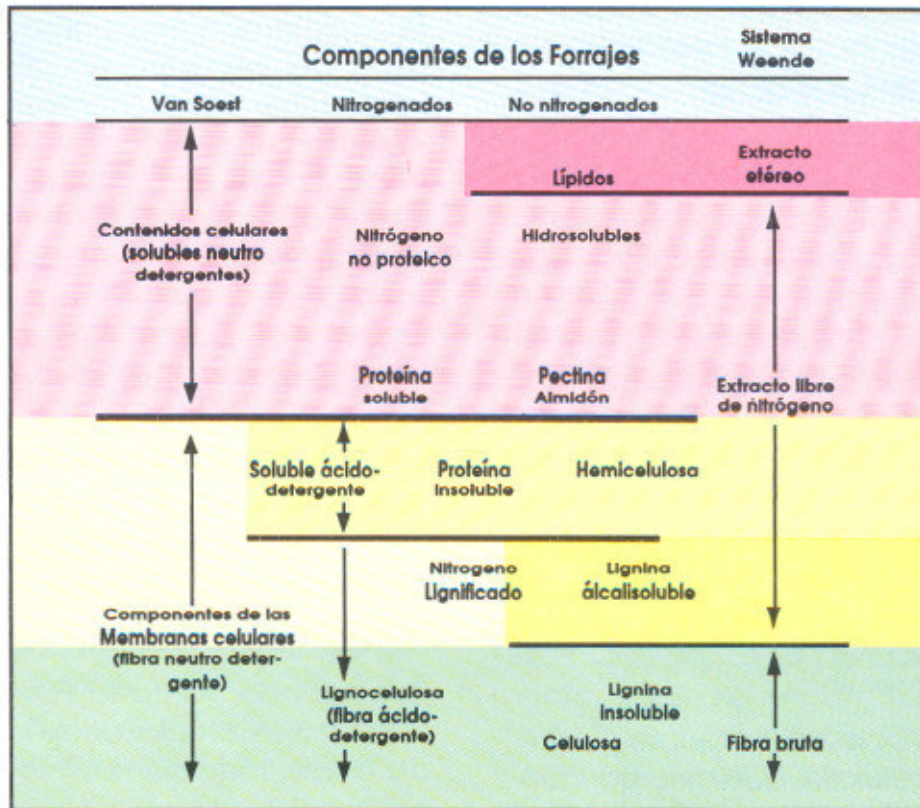 Componentes de los Forrajes
Sistema
Weende
Van Soest
Nitrogenados
No nitrogenados
Lípidos
Extracto
etéreo
Contenidos celulares
(solubles neutro
detergentes)
Nitrógeno
no proteico
Hidrosolubles
Proteína
soluble
Pectina
Almidón
Extracto libre
de nitrógeno
Soluble ácido-
detergente
Proteína
insoluble
Hemicelulosa
Nitrogeno
Lignificado
Lignina
álcalisoluble
Componentes de las
Membranas celulares
(fibra neutro deter-
gente)
Lignocelulosa
(fibra ácido-
detergente)
Lignina
insoluble
Celulosa
Fibra bruta